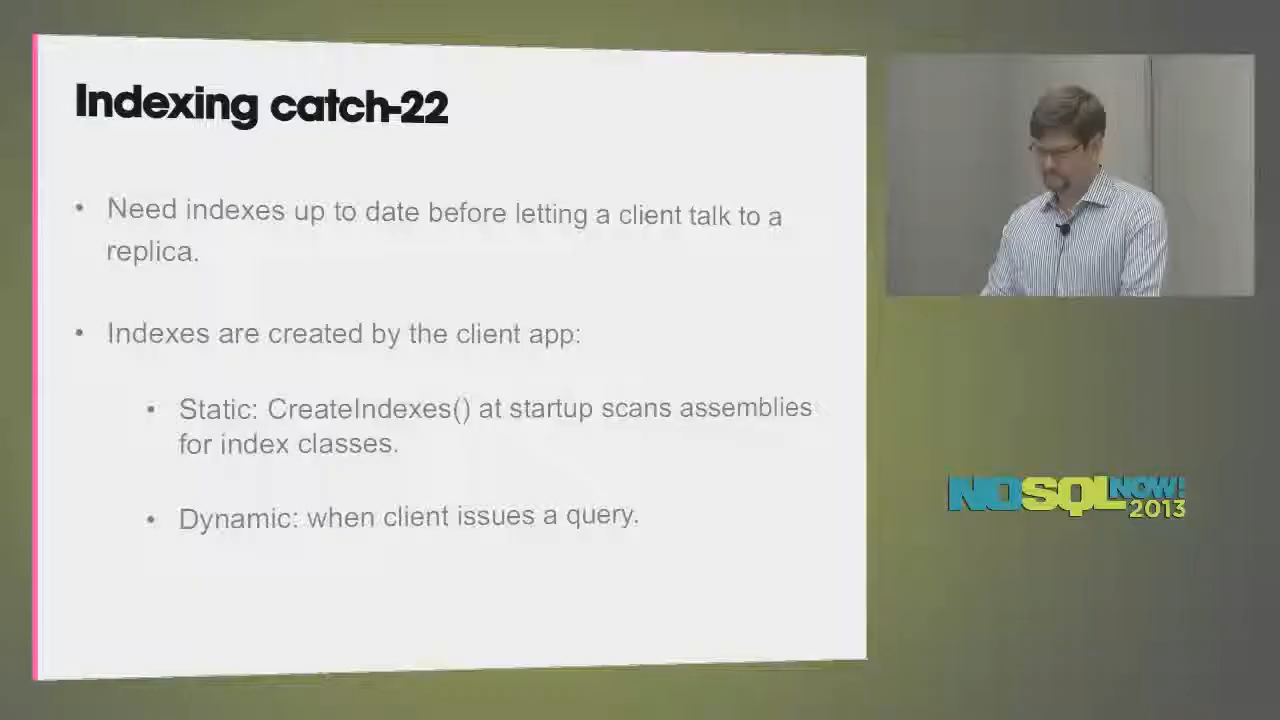 Indexing catch-22
• Need indexes up to date before letting a client talk to a
replica.
• Indexes are created by the client app:
• Static: CreateIndexes() at startup scans assemblies
for index classes.
• Dynamic: when client issues a query.
NOSQL NOW!
2013